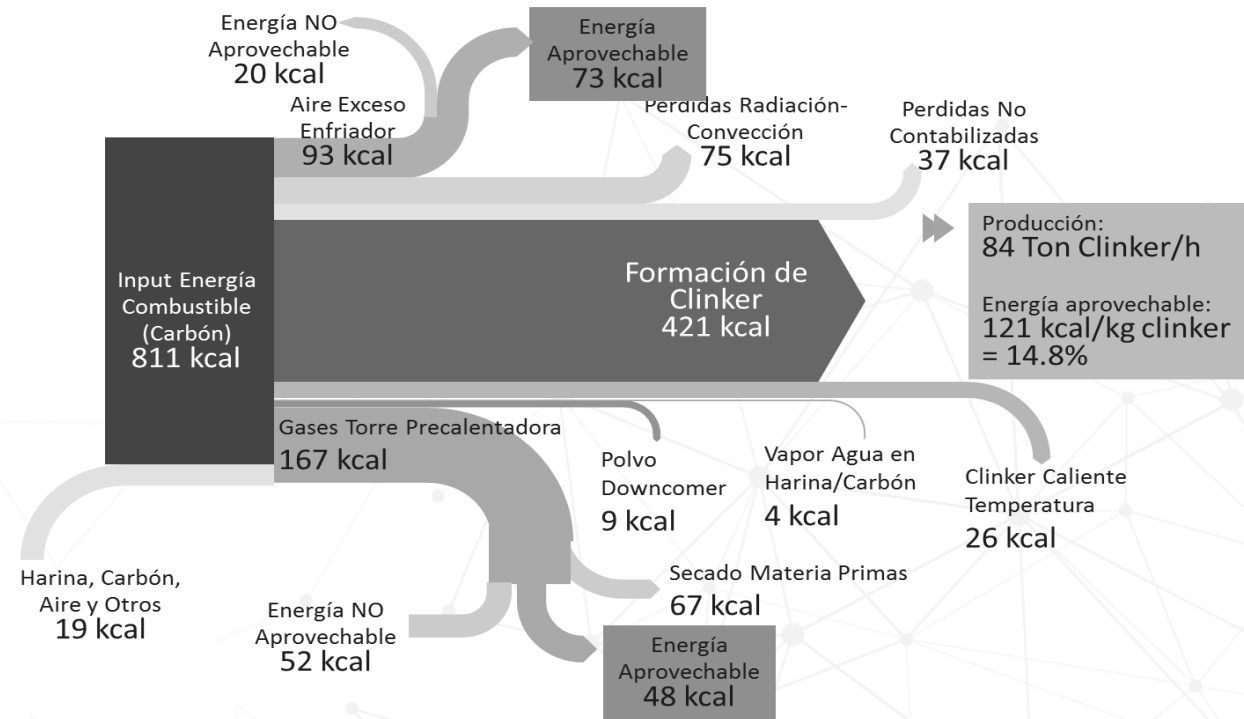 Energía NO
Aprovechable
20 kcal
Energía
Aprovechable
73 kcal
Aire Exceso
Enfriador
93 kcal
Perdidas Radiación-
Convección
75 kcal
Perdidas No
Contabilizadas
37 kcal
Input Energía
Combustible
(Carbón)
811 kcal
Formación de
Clinker
421 kcal
Producción:
84 Ton Clinker/h
Energía aprovechable:
121 kcal/kg clinker
= 14.8%
Gases Torre Precalentadora
167 kcal
Polvo
Downcomer
9 kcal
Vapor Agua en
Harina/Carbón
4 kcal
Clinker Caliente
Temperatura
26 kcal
Harina, Carbón,
Aire y Otros
19 kcal
Energía NO
Aprovechable
52 kcal
Secado Materia Primas
67 kcal
Energía
Aprovechable
48 kcal